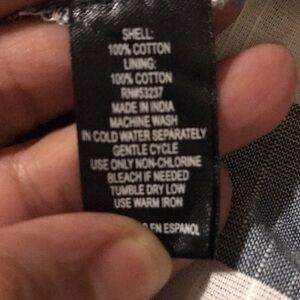 SHELL:
100% COTTON
LINING:
100% COTTON
RN#53237
MADE IN INDIA
MACHINE WASH
IN COLD WATER SEPARATELY
GENTLE CYCLE
USE ONLY NON-CHLORINE
BLEACH IF NEEDED
TUMBLE DRY LOW
USE WARM IRON
EN ESPANOL